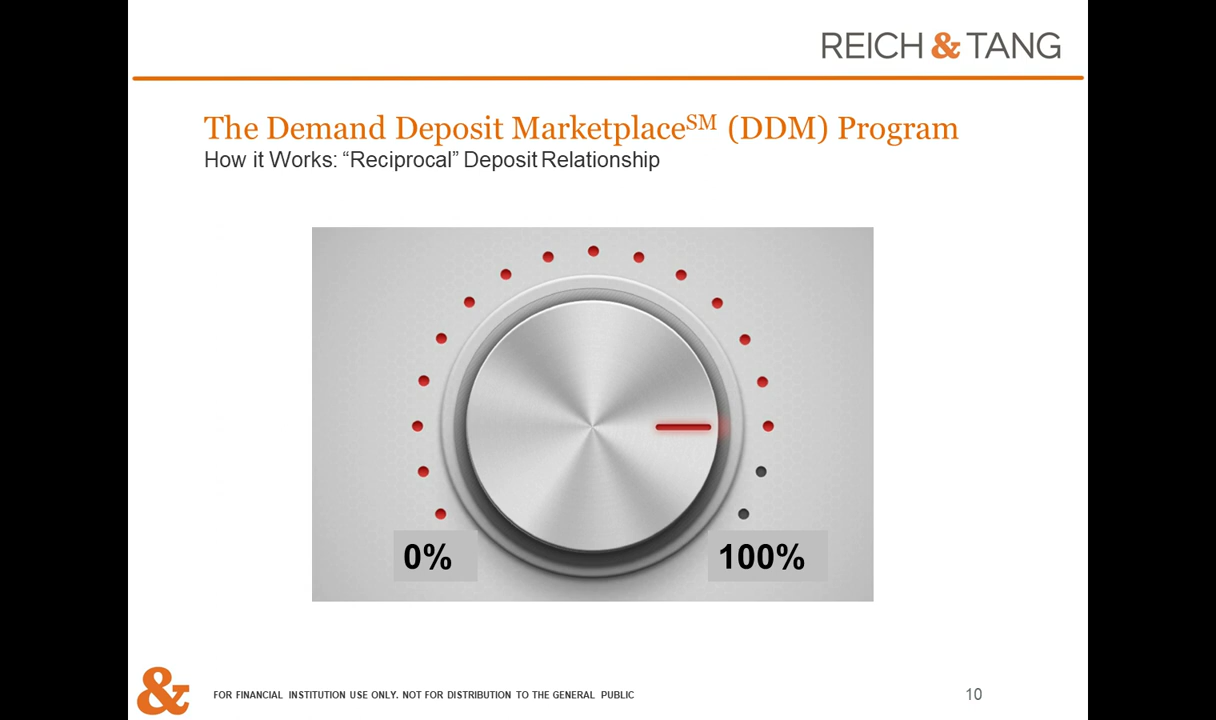 REICH & TANG
The Demand Deposit Marketplace℠ (DDM) Program
How it Works: “Reciprocal” Deposit Relationship
0%
100%
&
FOR FINANCIAL INSTITUTION USE ONLY. NOT FOR DISTRIBUTION TO THE GENERAL PUBLIC
10